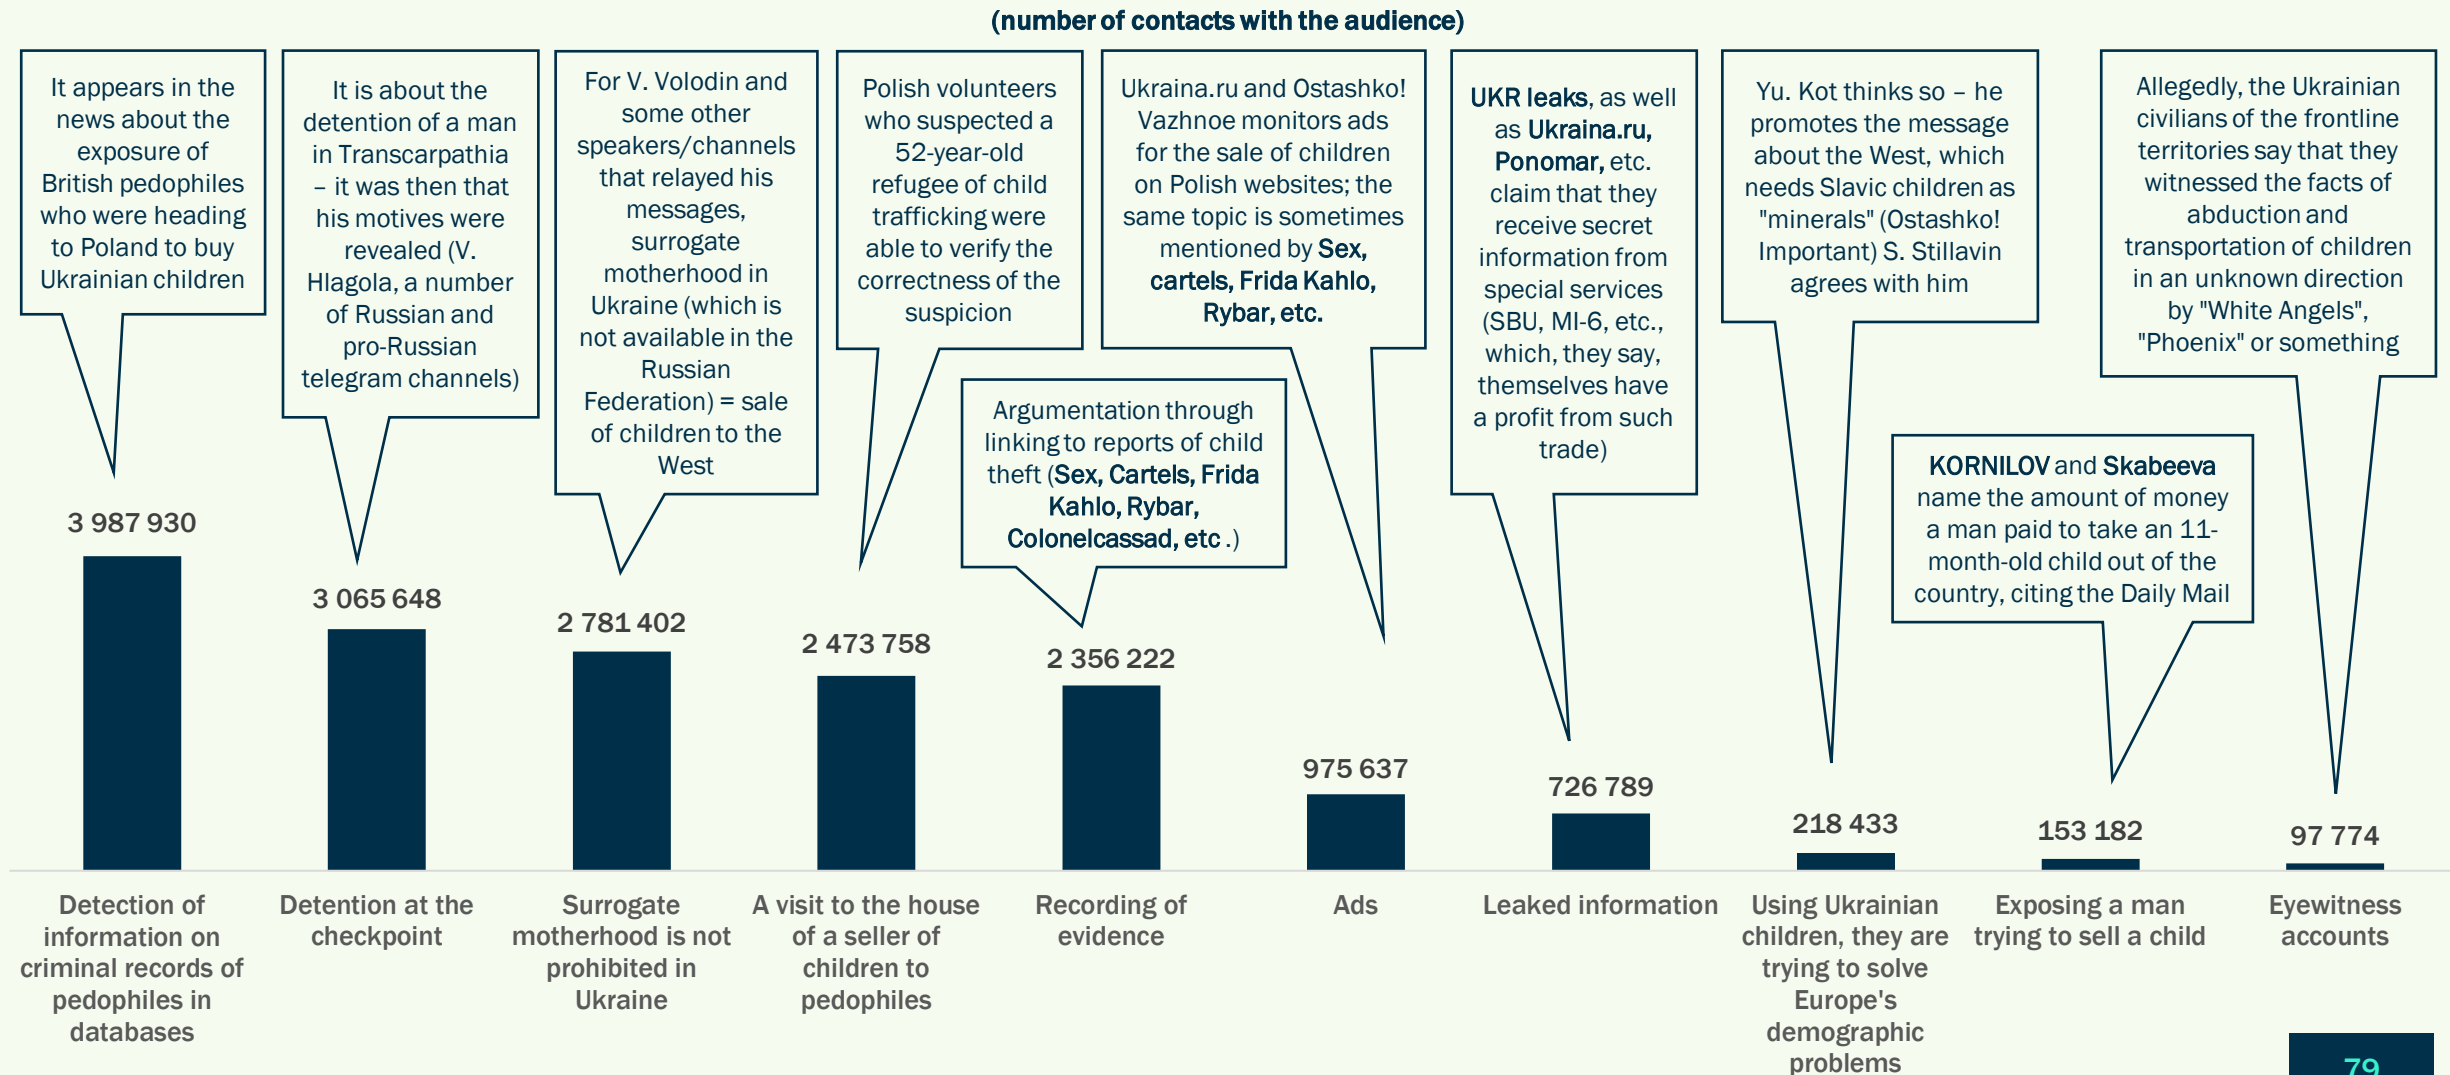 (number of contacts with the audience)
It appears in the
news about the
exposure of
British pedophiles
who were heading
to Poland to buy
Ukrainian children
It is about the
detention of a man
in Transcarpathia
– it was then that
his motives were
revealed (V.
Hlagola, a number
of Russian and
pro-Russian
telegram channels)
For V. Volodin and
some other
speakers/channels
that relayed his
messages,
surrogate
motherhood in
Ukraine (which is
not available in the
Russian
Federation) = sale
of children to the
West
Polish volunteers
who suspected a
52-year-old
refugee of child
trafficking were
able to verify the
correctness of the
suspicion
Argumentation through
linking to reports of child
theft (Sex, Cartels, Frida
Kahlo, Rybar,
Colonelcassad, etc .)
Ukraina.ru and Ostashko!
Vazhnoe monitors ads
for the sale of children
on Polish websites; the
same topic is sometimes
mentioned by Sex,
cartels, Frida Kahlo,
Rybar, etc.
UKR leaks, as well
as Ukraina.ru,
Ponomar, etc.
claim that they
receive secret
information from
special services
(SBU, MI-6, etc.,
which, they say,
themselves have
a profit from such
trade)
Yu. Kot thinks so – he
promotes the message
about the West, which
needs Slavic children as
"minerals" (Ostashko!
Important) S. Stillavin
agrees with him
KORNILOV and Skabeeva
name the amount of money
a man paid to take an 11-
month-old child out of the
country, citing the Daily Mail
Allegedly, the Ukrainian
civilians of the frontline
territories say that they
witnessed the facts of
abduction and
transportation of children
in an unknown direction
by "White Angels",
"Phoenix" or something
3 987 930
3 065 648
2 781 402
2 473 758
2 356 222
975 637
726 789
218 433
153 182
97 774
Detection of
information on
criminal records of
pedophiles in
databases
Detention at the
checkpoint
Surrogate
motherhood is not
prohibited in
Ukraine
A visit to the house
of a seller of
children to
pedophiles
Recording of
evidence
Ads
Leaked information
Using Ukrainian
children, they are
trying to solve
Europe's
demographic
problems
Exposing a man
trying to sell a child
Eyewitness
accounts
79